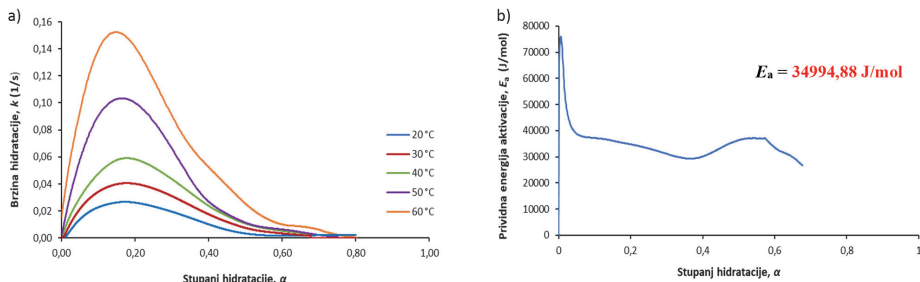 a)
Brzina hidratacije, k (1/s)
0,16
0,14
0,12
0,10
0,08
0,06
0,04
0,02
0,00
0,00
0,20
0,40
0,60
0,80
1,00
Stupanj hidratacije, α
20°C
30°C
40°C
50°C
60°C
b)
Prividna energija aktivacije, Ea (J/mol)
80000
70000
60000
50000
40000
30000
20000
10000
0
0
0,2
0,4
0,6
0,8
1
Stupanj hidratacije, α
Ea = 34994,88 J/mol